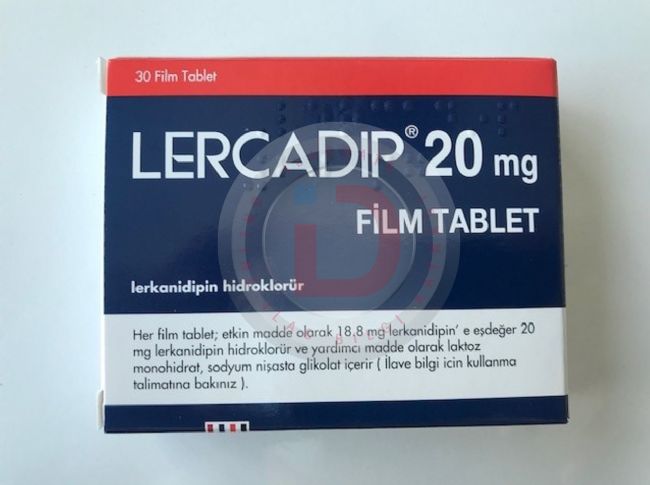 30 Film Tablet
LERCADIP® 20 mg
FİLM TABLET
lerkanidipin hidroklorür
Her film tablet; etkin madde olarak 18,8 mg lerkanidipin' e eşdeğer 20
mg lerkanidipin hidroklorür ve yardımcı madde olarak laktoz
monohidrat, sodyum nişasta glikolat içerir ( İlave bilgi icin kullanma
talimatına bakınız ).